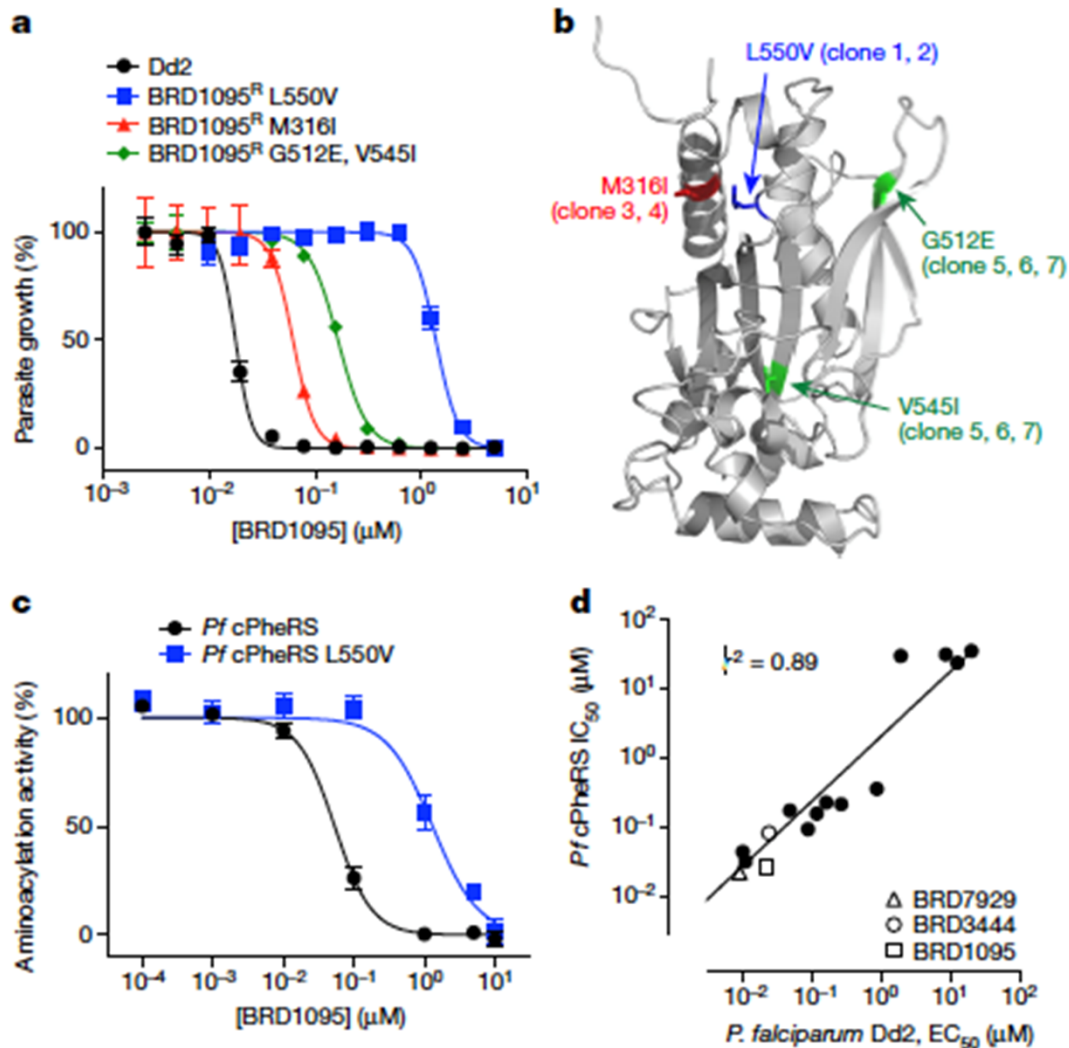 a
Dd2
BRD1095ᴿ L550V
BRD1095ᴿ M316I
BRD1095ᴿ G512E, V545I
Parasite growth (%)
100
50
0
10⁻³
10⁻²
10⁻¹
10⁰
10¹
[BRD1095] (μM)
b
L550V (clone 1, 2)
M316I
(clone 3, 4)
G512E
(clone 5, 6, 7)
V545I
(clone 5, 6, 7)
c
Pf cPheRS
Pf cPheRS L550V
Aminoacylation activity (%)
100
50
0
10⁻⁴
10⁻³
10⁻²
10⁻¹
10⁰
10¹
[BRD1095] (μM)
d
Pf cPheRS IC₅₀ (μM)
10²
10¹
10⁰
10⁻¹
10⁻²
² = 0.89
BRD7929
BRD3444
BRD1095
10⁻²
10⁻¹
10⁰
10¹
10²
P. falciparum Dd2, EC₅₀ (μM)